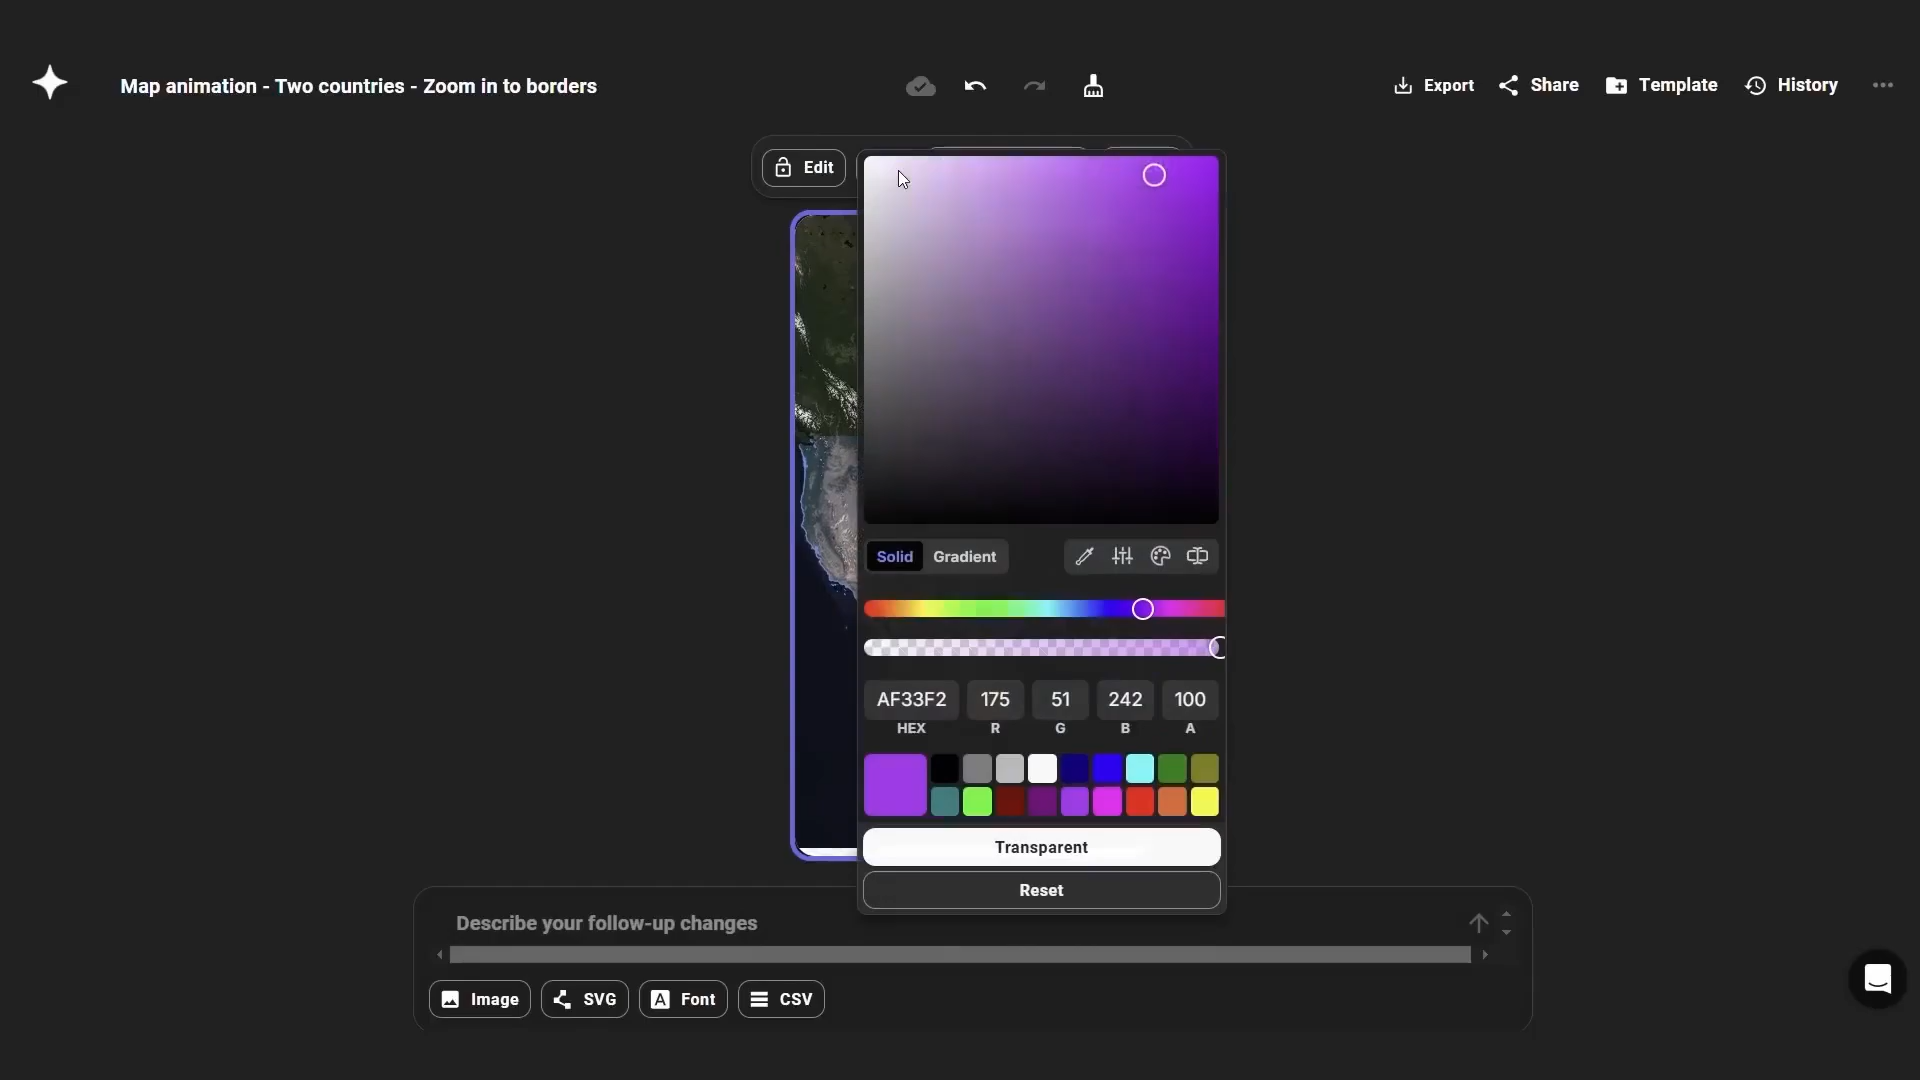 Map animation - Two countries - Zoom in to borders
Export
Share
Template
History
Edit
Solid
Gradient
AF33F2
175
51
242
100
HEX
R
G
B
A
Transparent
Reset
Describe your follow-up changes
Image
SVG
A
Font
CSV